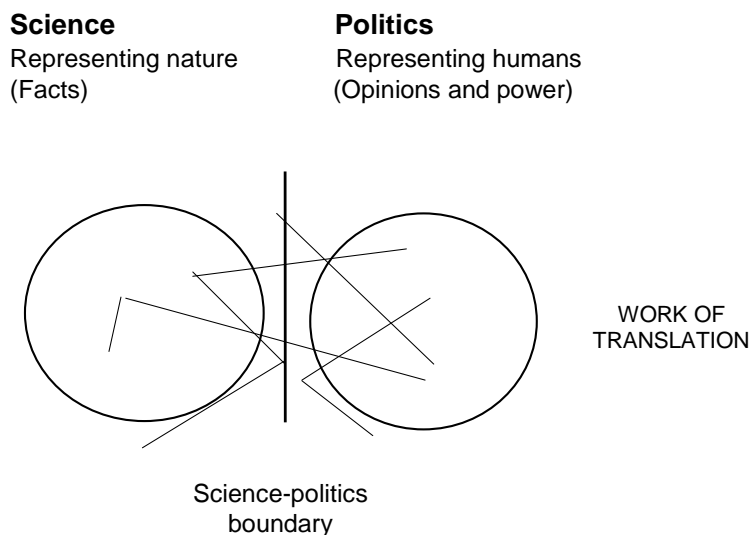 Science
Representing nature
(Facts)
Politics
Representing humans
(Opinions and power)
WORK OF
TRANSLATION
Science-politics
boundary